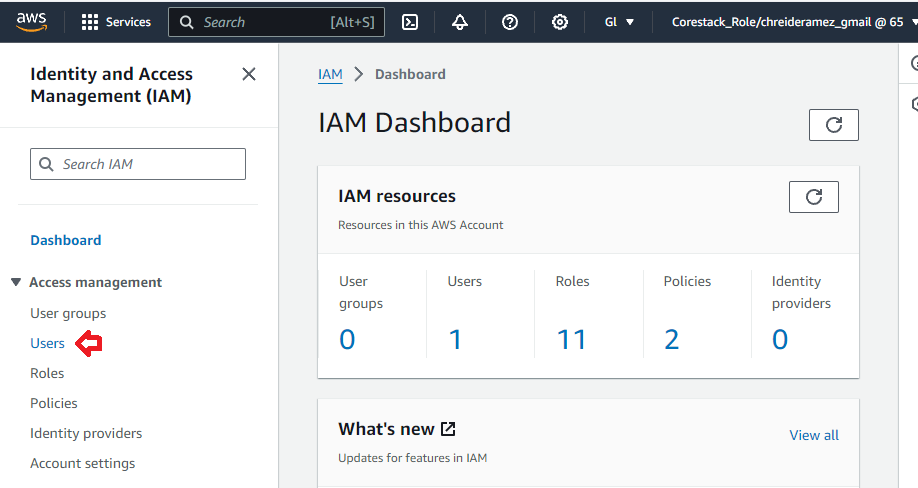 aws
Services
Search [Alt+S]
Gl
Corestack_Role/chreideramez_gmail @ 65
Identity and Access
Management (IAM)
Search IAM
Dashboard
Access management
User groups
Users
Roles
Policies
Identity providers
Account settings
IAM
Dashboard
IAM Dashboard
IAM resources
Resources in this AWS Account
User
groups
0
Users
1
Roles
11
Policies
2
Identity
providers
0
What's new
View all
Updates for features in IAM